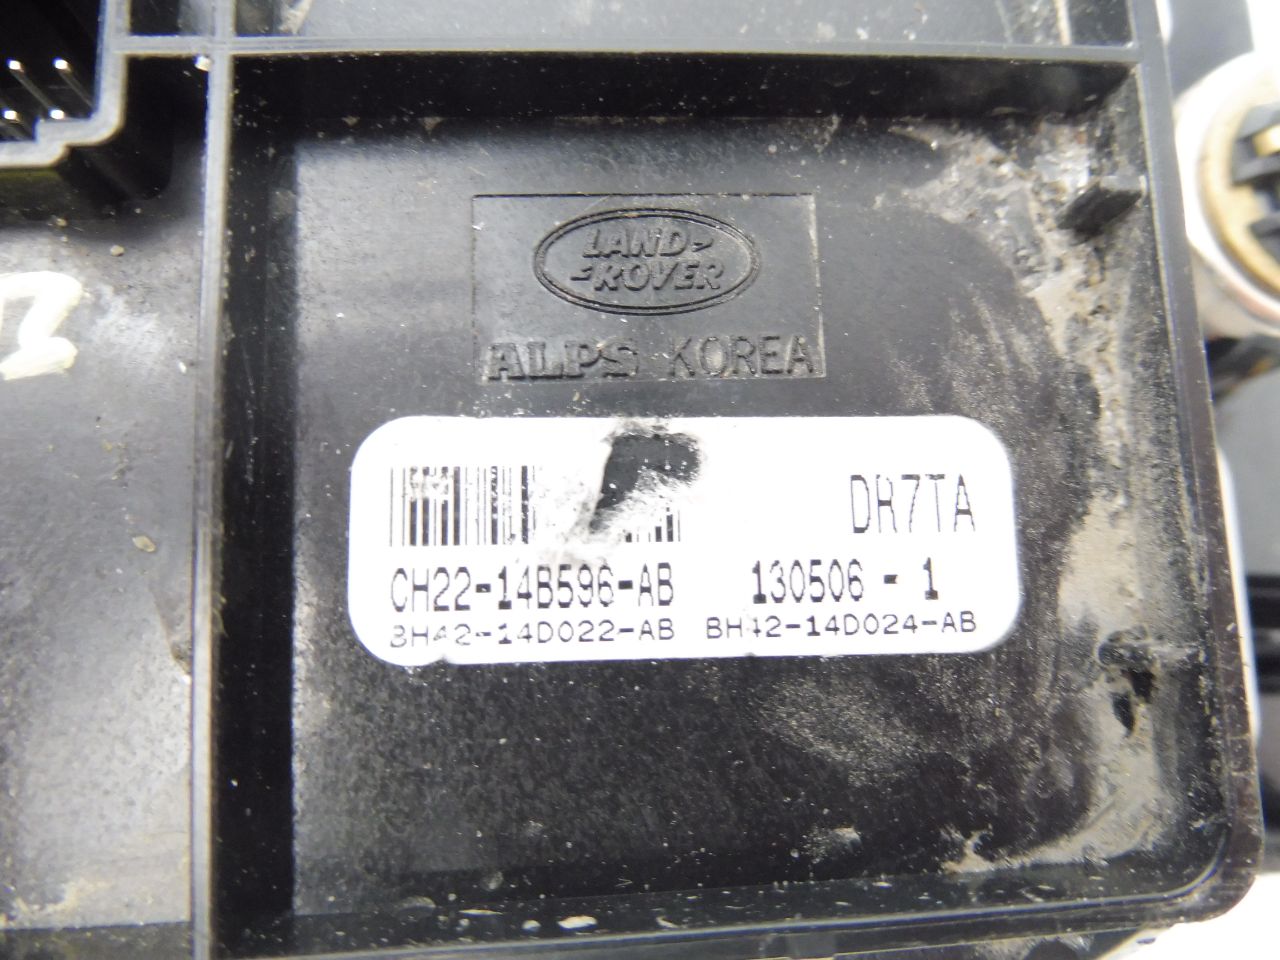 LAND-
-ROVER
ALPS KOREA
DR7TA
CH22-14B596-AB 130506-1
BH42-14D022-AB BH42-14D024-AB